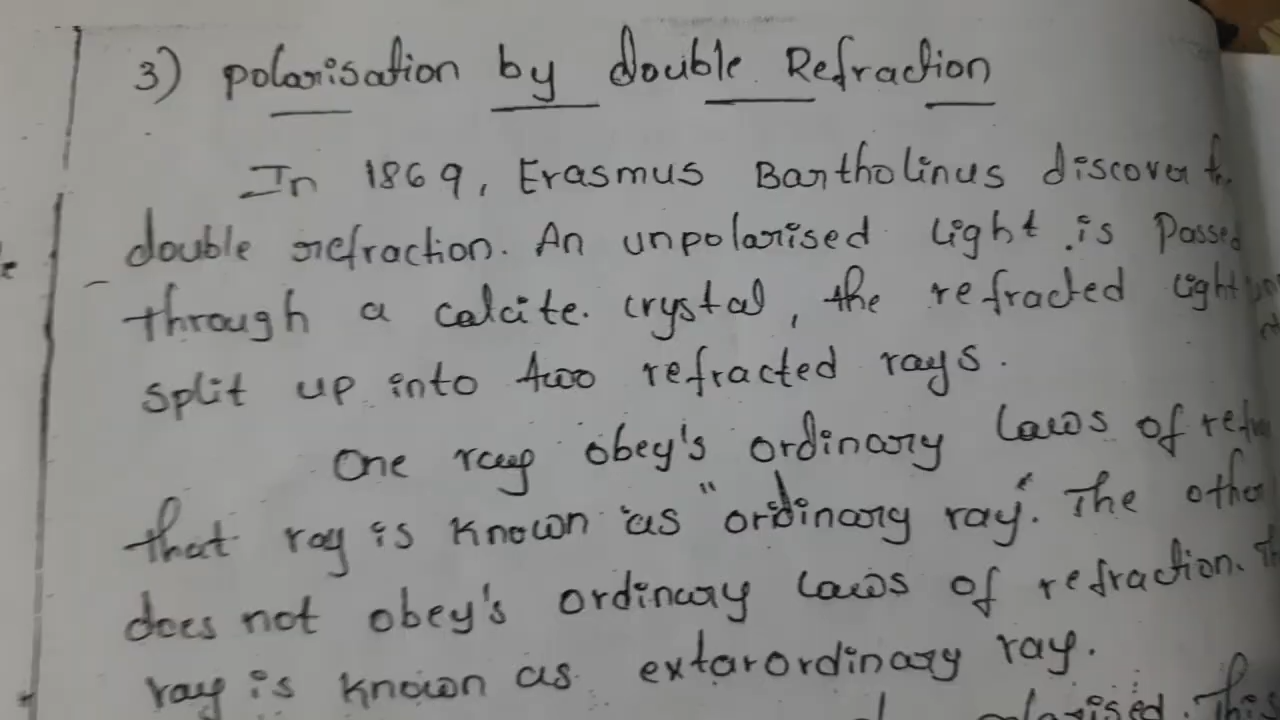 3) polarisation by double Refraction
In 1869, Erasmus Bartholinus discover
double refraction. An unpolarised light is Passed
through a calcite. crystal, the refracted light
split up into two refracted rays.
One ray obey's ordinary laws of
that ray is known as "ordinary ray". The other
does not obey's ordinary laws of refraction.
ray is known as extarordinary ray.
This